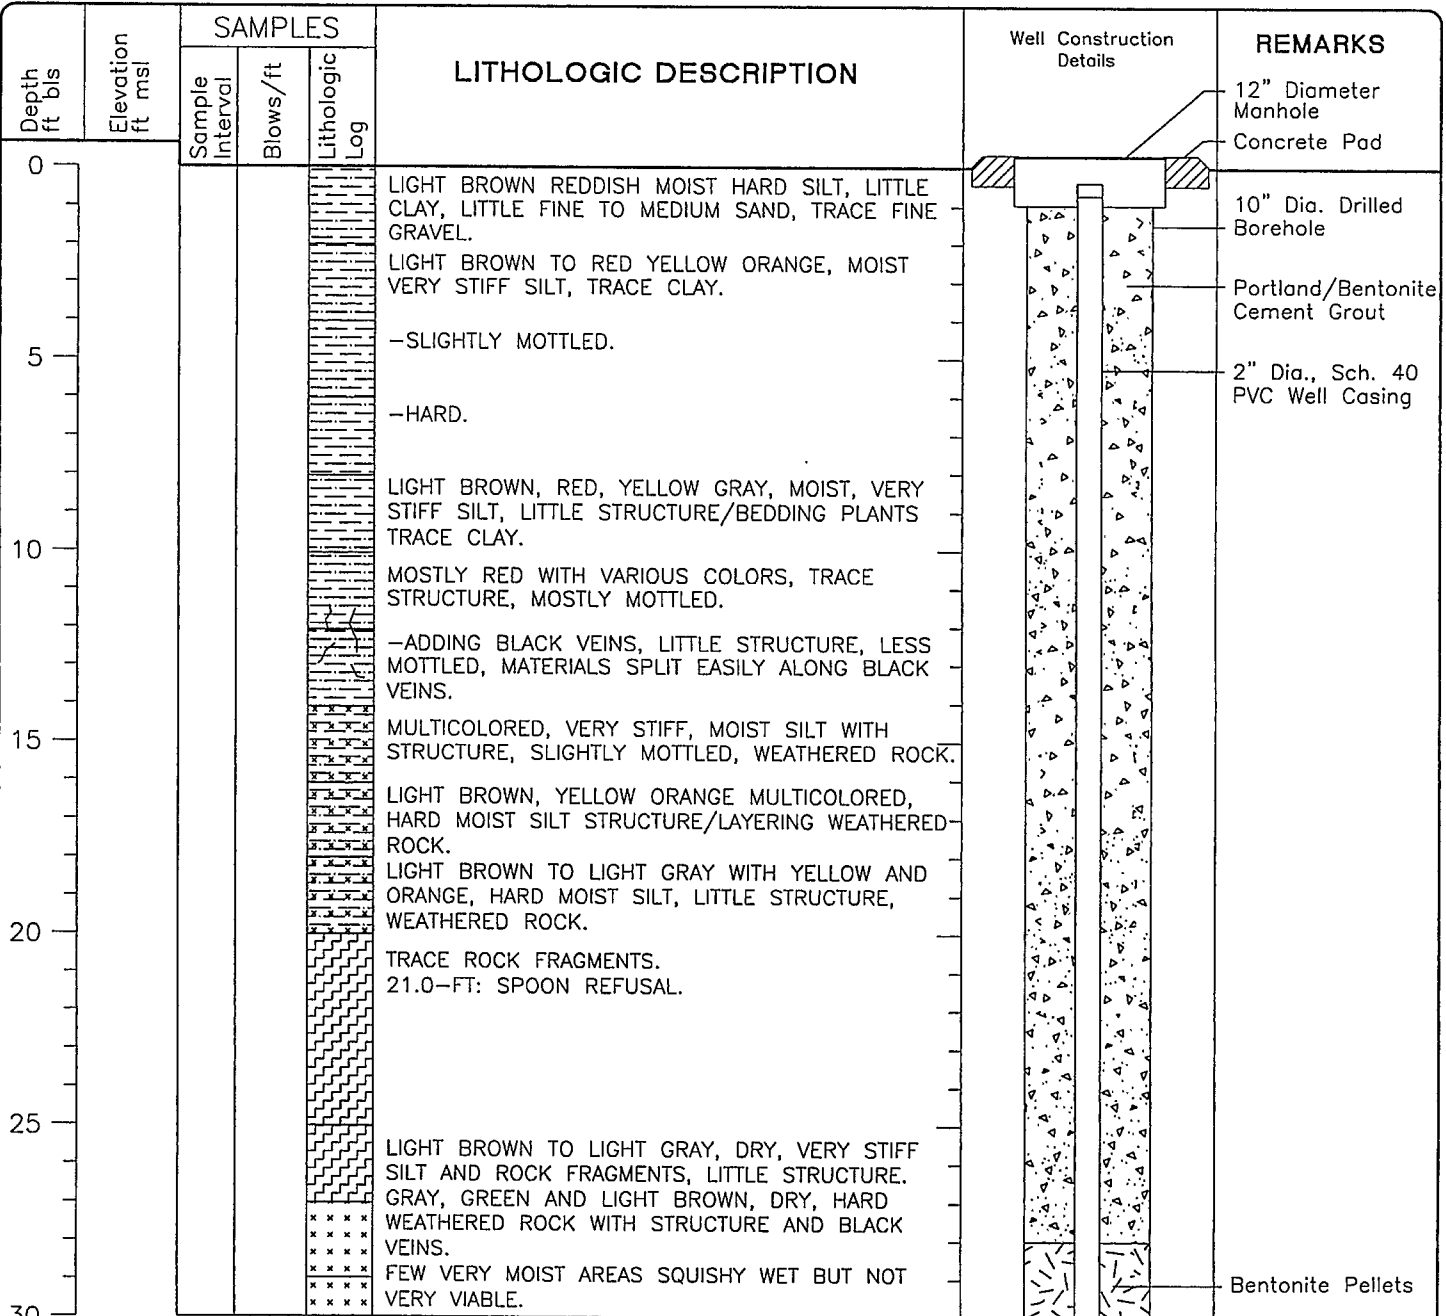 SAMPLES
Depth
ft bls
Elevation
ft msl
Sample
Interval
Blows/ft
Lithologic
Log
LITHOLOGIC DESCRIPTION
Well Construction
Details
REMARKS
12" Diameter
Manhole
Concrete Pad
10" Dia. Drilled
Borehole
Portland/Bentonite
Cement Grout
2" Dia., Sch. 40
PVC Well Casing
Bentonite Pellets
0
5
10
15
20
25
30
LIGHT BROWN REDDISH MOIST HARD SILT, LITTLE
CLAY, LITTLE FINE TO MEDIUM SAND, TRACE FINE
GRAVEL.
LIGHT BROWN TO RED YELLOW ORANGE, MOIST
VERY STIFF SILT, TRACE CLAY.
-SLIGHTLY MOTTLED.
-HARD.
LIGHT BROWN, RED, YELLOW GRAY, MOIST, VERY
STIFF SILT, LITTLE STRUCTURE/BEDDING PLANTS
TRACE CLAY.
MOSTLY RED WITH VARIOUS COLORS, TRACE
STRUCTURE, MOSTLY MOTTLED.
-ADDING BLACK VEINS, LITTLE STRUCTURE, LESS
MOTTLED, MATERIALS SPLIT EASILY ALONG BLACK
VEINS.
MULTICOLORED, VERY STIFF, MOIST SILT WITH
STRUCTURE, SLIGHTLY MOTTLED, WEATHERED ROCK.
LIGHT BROWN, YELLOW ORANGE MULTICOLORED,
HARD MOIST SILT STRUCTURE/LAYERING WEATHERED
ROCK.
LIGHT BROWN TO LIGHT GRAY WITH YELLOW AND
ORANGE, HARD MOIST SILT, LITTLE STRUCTURE,
WEATHERED ROCK.
TRACE ROCK FRAGMENTS.
21.0-FT: SPOON REFUSAL.
LIGHT BROWN TO LIGHT GRAY, DRY, VERY STIFF
SILT AND ROCK FRAGMENTS, LITTLE STRUCTURE.
GRAY, GREEN AND LIGHT BROWN, DRY, HARD
WEATHERED ROCK WITH STRUCTURE AND BLACK
VEINS.
FEW VERY MOIST AREAS SQUISHY WET BUT NOT
VERY VIABLE.